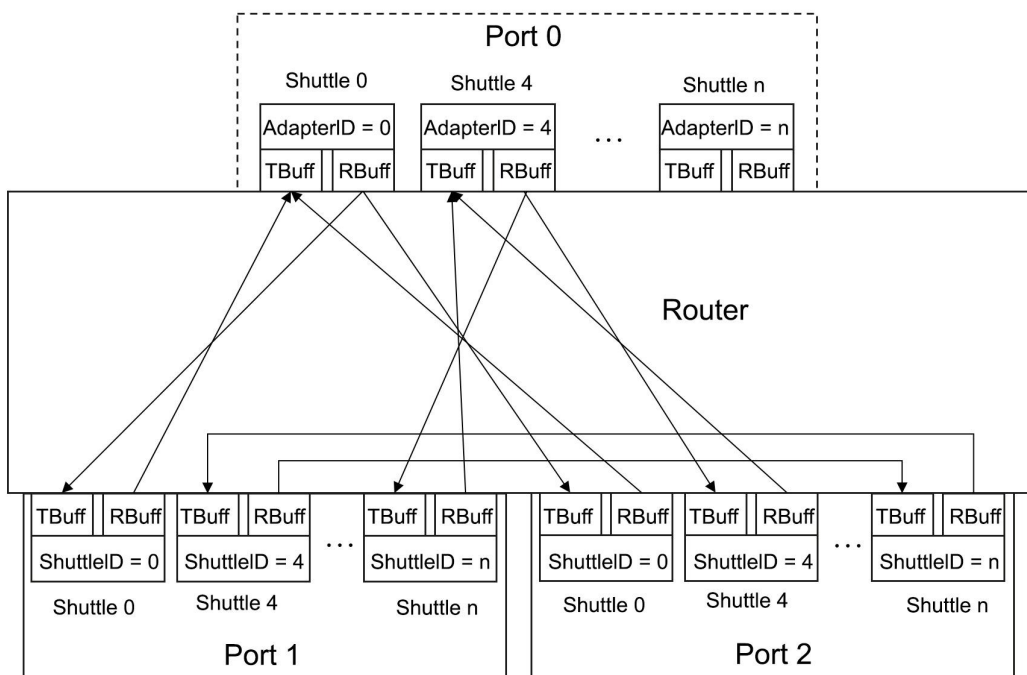 Port 0
Shuttle 0 Shuttle 4 Shuttle n
AdapterID = 0 AdapterID = 4 ... AdapterID = n
TBuff RBuff TBuff RBuff TBuff RBuff
Router
TBuff RBuff TBuff RBuff ... TBuff RBuff TBuff RBuff TBuff RBuff ... TBuff RBuff
ShuttleID = 0 ShuttleID = 4 ShuttleID = n ShuttleID = 0 ShuttleID = 4 ShuttleID = n
Shuttle 0 Shuttle 4 Shuttle n Shuttle 0 Shuttle 4 Shuttle n
Port 1 Port 2